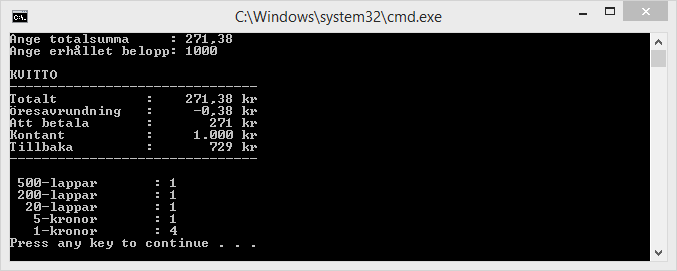 C:\Windows\system32\cmd.exe
Ange totalsumma     : 271,38
Ange erhållet belopp: 1000
KVITTO
-------------------------------
Totalt           :    271,38 kr
Öresavrundning   :     -0,38 kr
Att betala       :       271 kr
Kontant          :     1.000 kr
Tillbaka         :       729 kr
-------------------------------
 500-lappar       : 1
 200-lappar       : 1
  20-lappar       : 1
   5-kronor       : 1
   1-kronor       : 4
Press any key to continue . . .